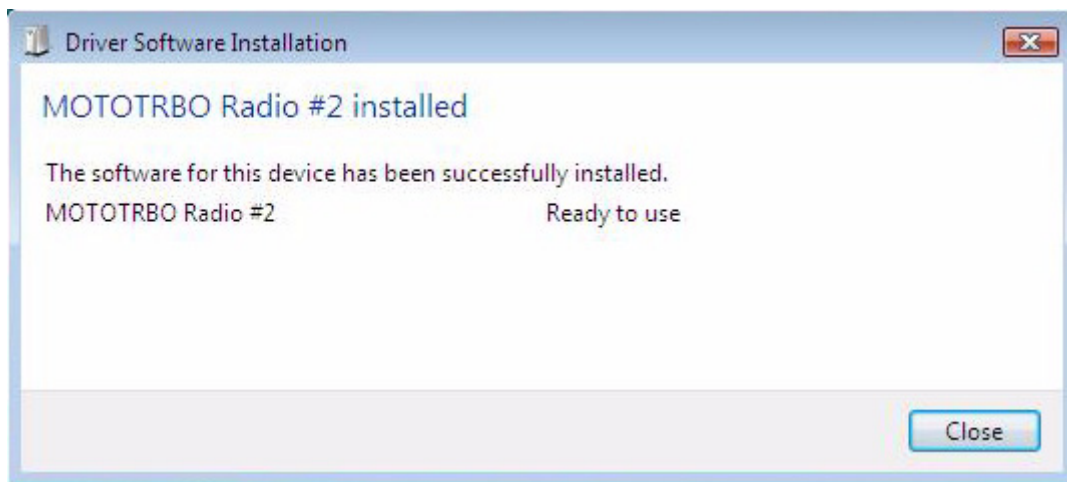 Driver Software Installation
MOTOTRBO Radio #2 installed
The software for this device has been successfully installed.
MOTOTRBO Radio #2 Ready to use
Close